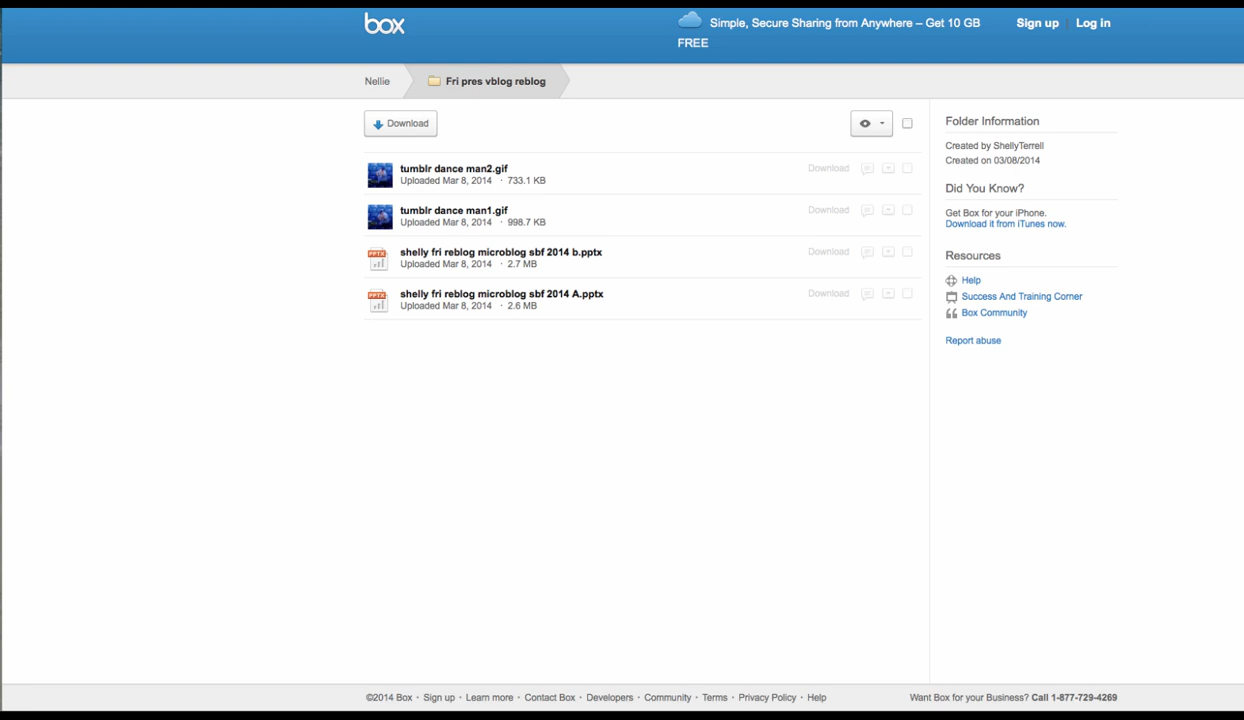 box
Simple, Secure Sharing from Anywhere – Get 10 GB
FREE
Sign up
Log in
Nellie
Fri pres vblog reblog
Download
tumblr dance man2.gif
Uploaded Mar 8, 2014 · 733.1 KB
Download
tumblr dance man1.gif
Uploaded Mar 8, 2014 · 998.7 KB
Download
PPTX
shelly fri reblog microblog sbf 2014 b.pptx
Uploaded Mar 8, 2014 · 2.7 MB
Download
PPTX
shelly fri reblog microblog sbf 2014 A.pptx
Uploaded Mar 8, 2014 · 2.6 MB
Download
Folder Information
Created by ShellyTerrell
Created on 03/08/2014
Did You Know?
Get Box for your iPhone.
Download it from iTunes now.
Resources
Help
Success And Training Corner
Box Community
Report abuse
©2014 Box · Sign up · Learn more · Contact Box · Developers · Community · Terms · Privacy Policy · Help
Want Box for your Business? Call 1-877-729-4269